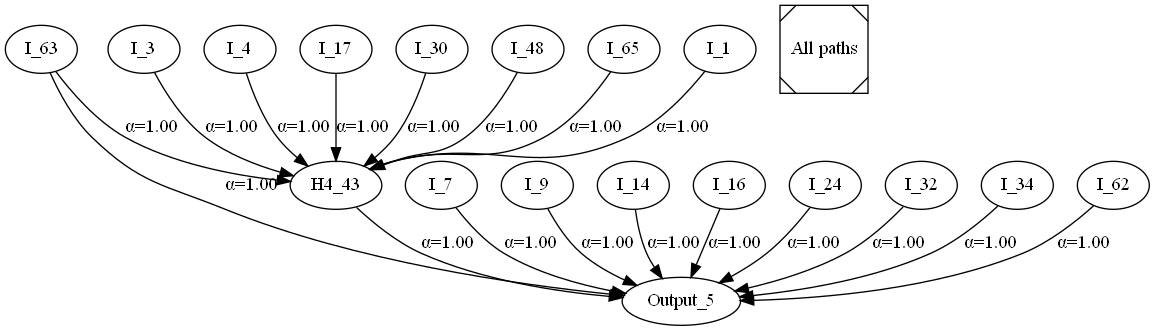 I_63
I_3
I_4
I_17
I_30
I_48
I_65
I_1
All paths
α=1.00
α=1.00
α=1.00
α=1.00
α=1.00
α=1.00
α=1.00
α=1.00
α=1.00
H4_43
I_7
I_9
I_14
I_16
I_24
I_32
I_34
I_62
α=1.00
α=1.00
α=1.00
α=1.00
α=1.00
α=1.00
α=1.00
α=1.00
α=1.00
Output_5